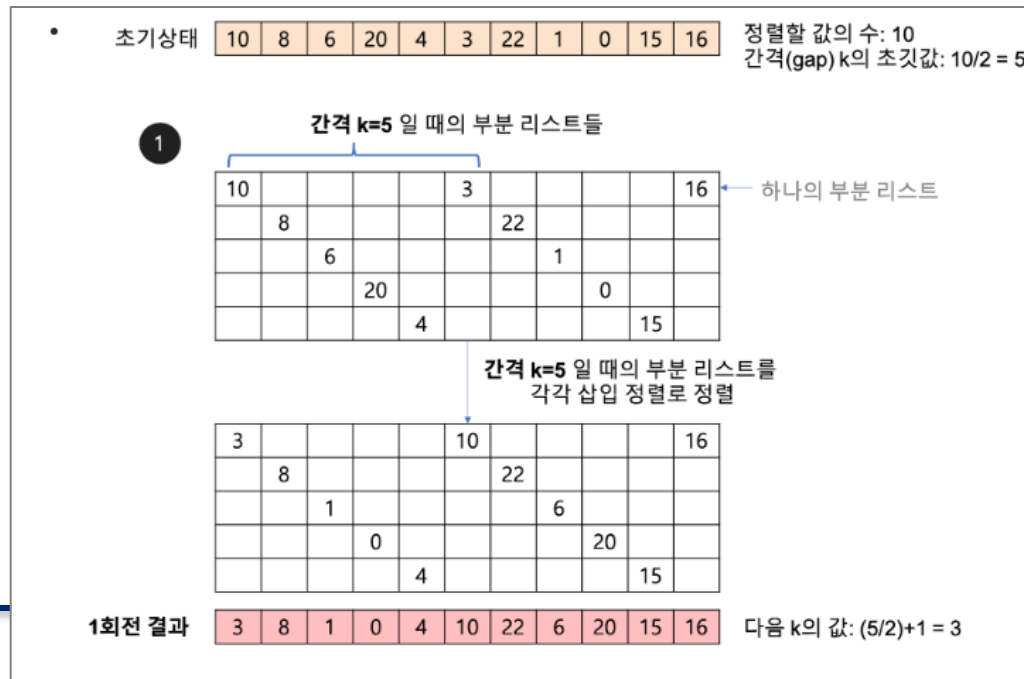 초기상태 10 8 6 20 4 3 22 1 0 15 16
정렬할 값의 수: 10
간격(gap) k의 초깃값: 10/2 = 5
1
간격 k=5 일 때의 부분 리스트들
10 3 16
하나의 부분 리스트
8 22
6 1
20 0
4 15
간격 k=5 일 때의 부분 리스트를
각각 삽입 정렬로 정렬
3 10 16
8 22
1 6
0 20
4 15
1회전 결과 3 8 1 0 4 10 22 6 20 15 16
다음 k의 값: (5/2)+1 = 3